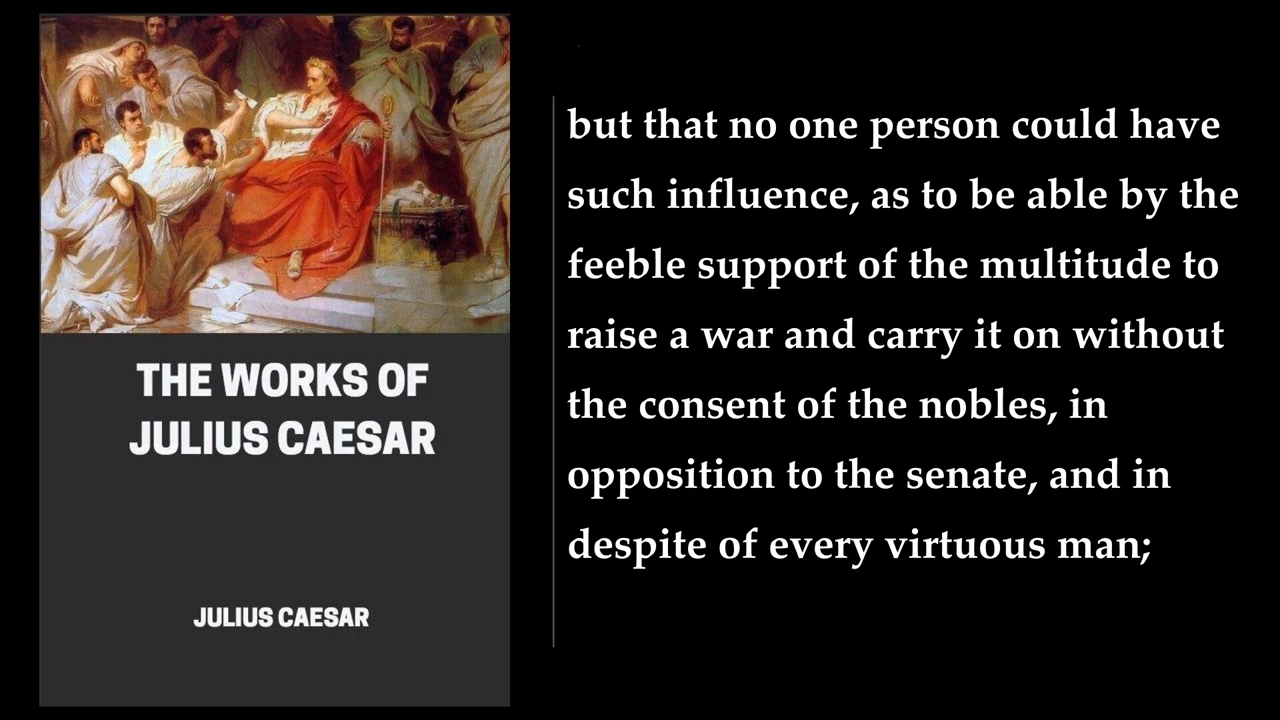 THE WORKS OF
JULIUS CAESAR
JULIUS CAESAR
but that no one person could have
such influence, as to be able by the
feeble support of the multitude to
raise a war and carry it on without
the consent of the nobles, in
opposition to the senate, and in
despite of every virtuous man;